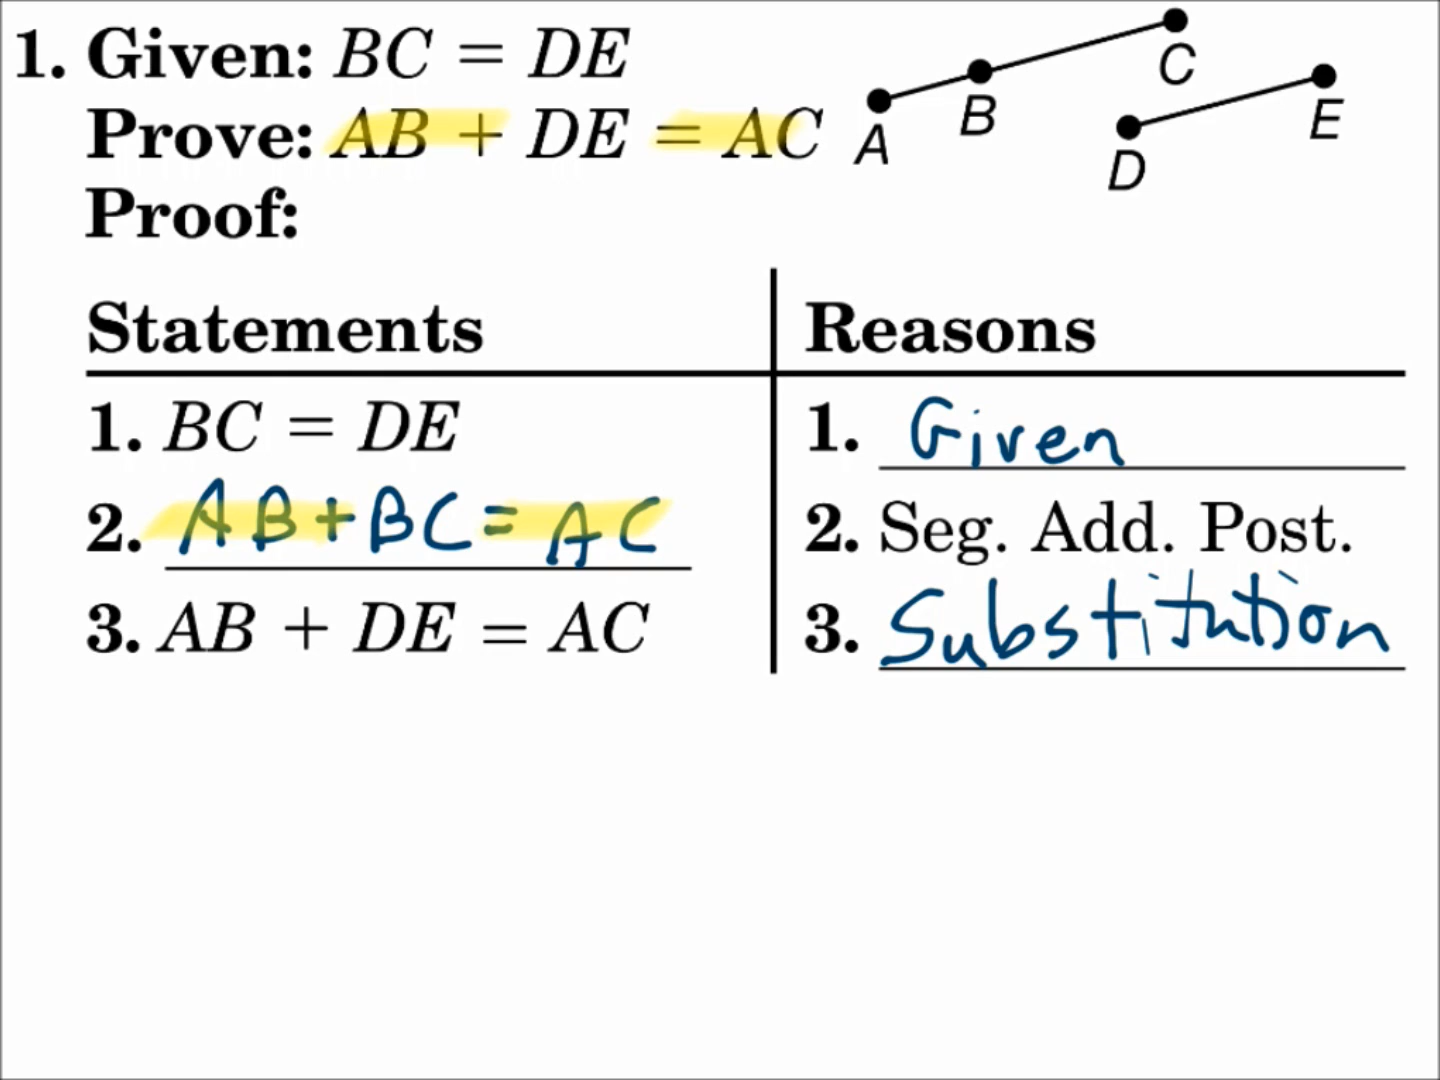 1. Given: BC = DE
Prove: AB + DE = AC
Proof:
C
B
A
E
D
Statements
Reasons
1. BC = DE
1. Given
2. AB+BC = AC
2. Seg. Add. Post.
3. AB + DE = AC
3. Substitution